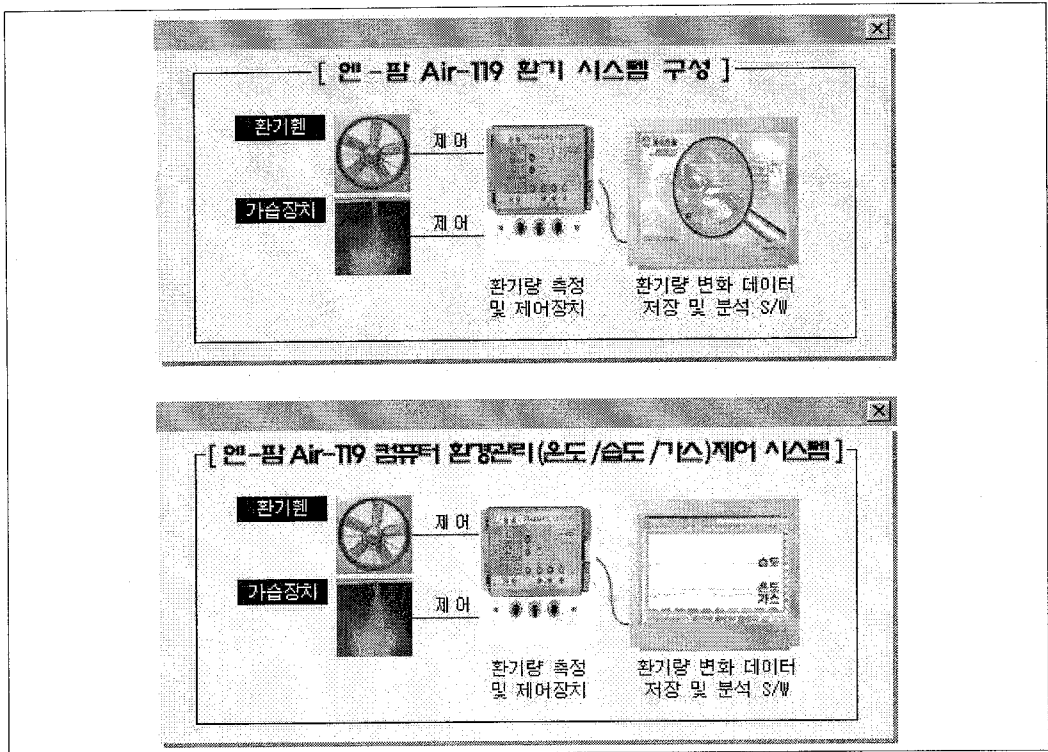 [ 엔-팜 Air-119 환기 시스템 구성 ]
환기휀
제어
가습장치
제어
환기량 측정
및 제어장치
환기량 변화 데이터
저장 및 분석 S/W
[ 엔-팜 Air-119 컴퓨터 환경관리(온도/습도/가스)제어 시스템 ]
환기휀
제어
가습장치
제어
습도
온도
가스
환기량 측정
및 제어장치
환기량 변화 데이터
저장 및 분석 S/W